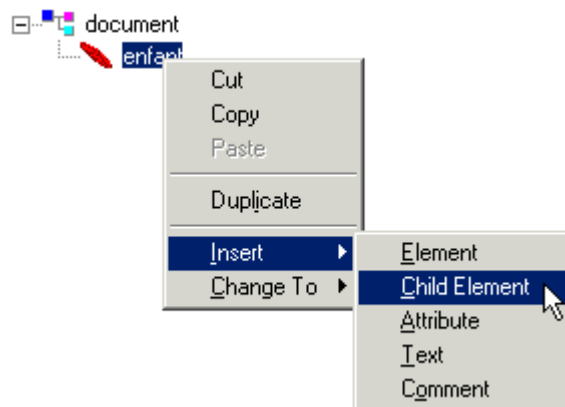 document
enfant
Cut
Copy
Paste
Duplicate
Insert
Change To
Element
Child Element
Attribute
Text
Comment